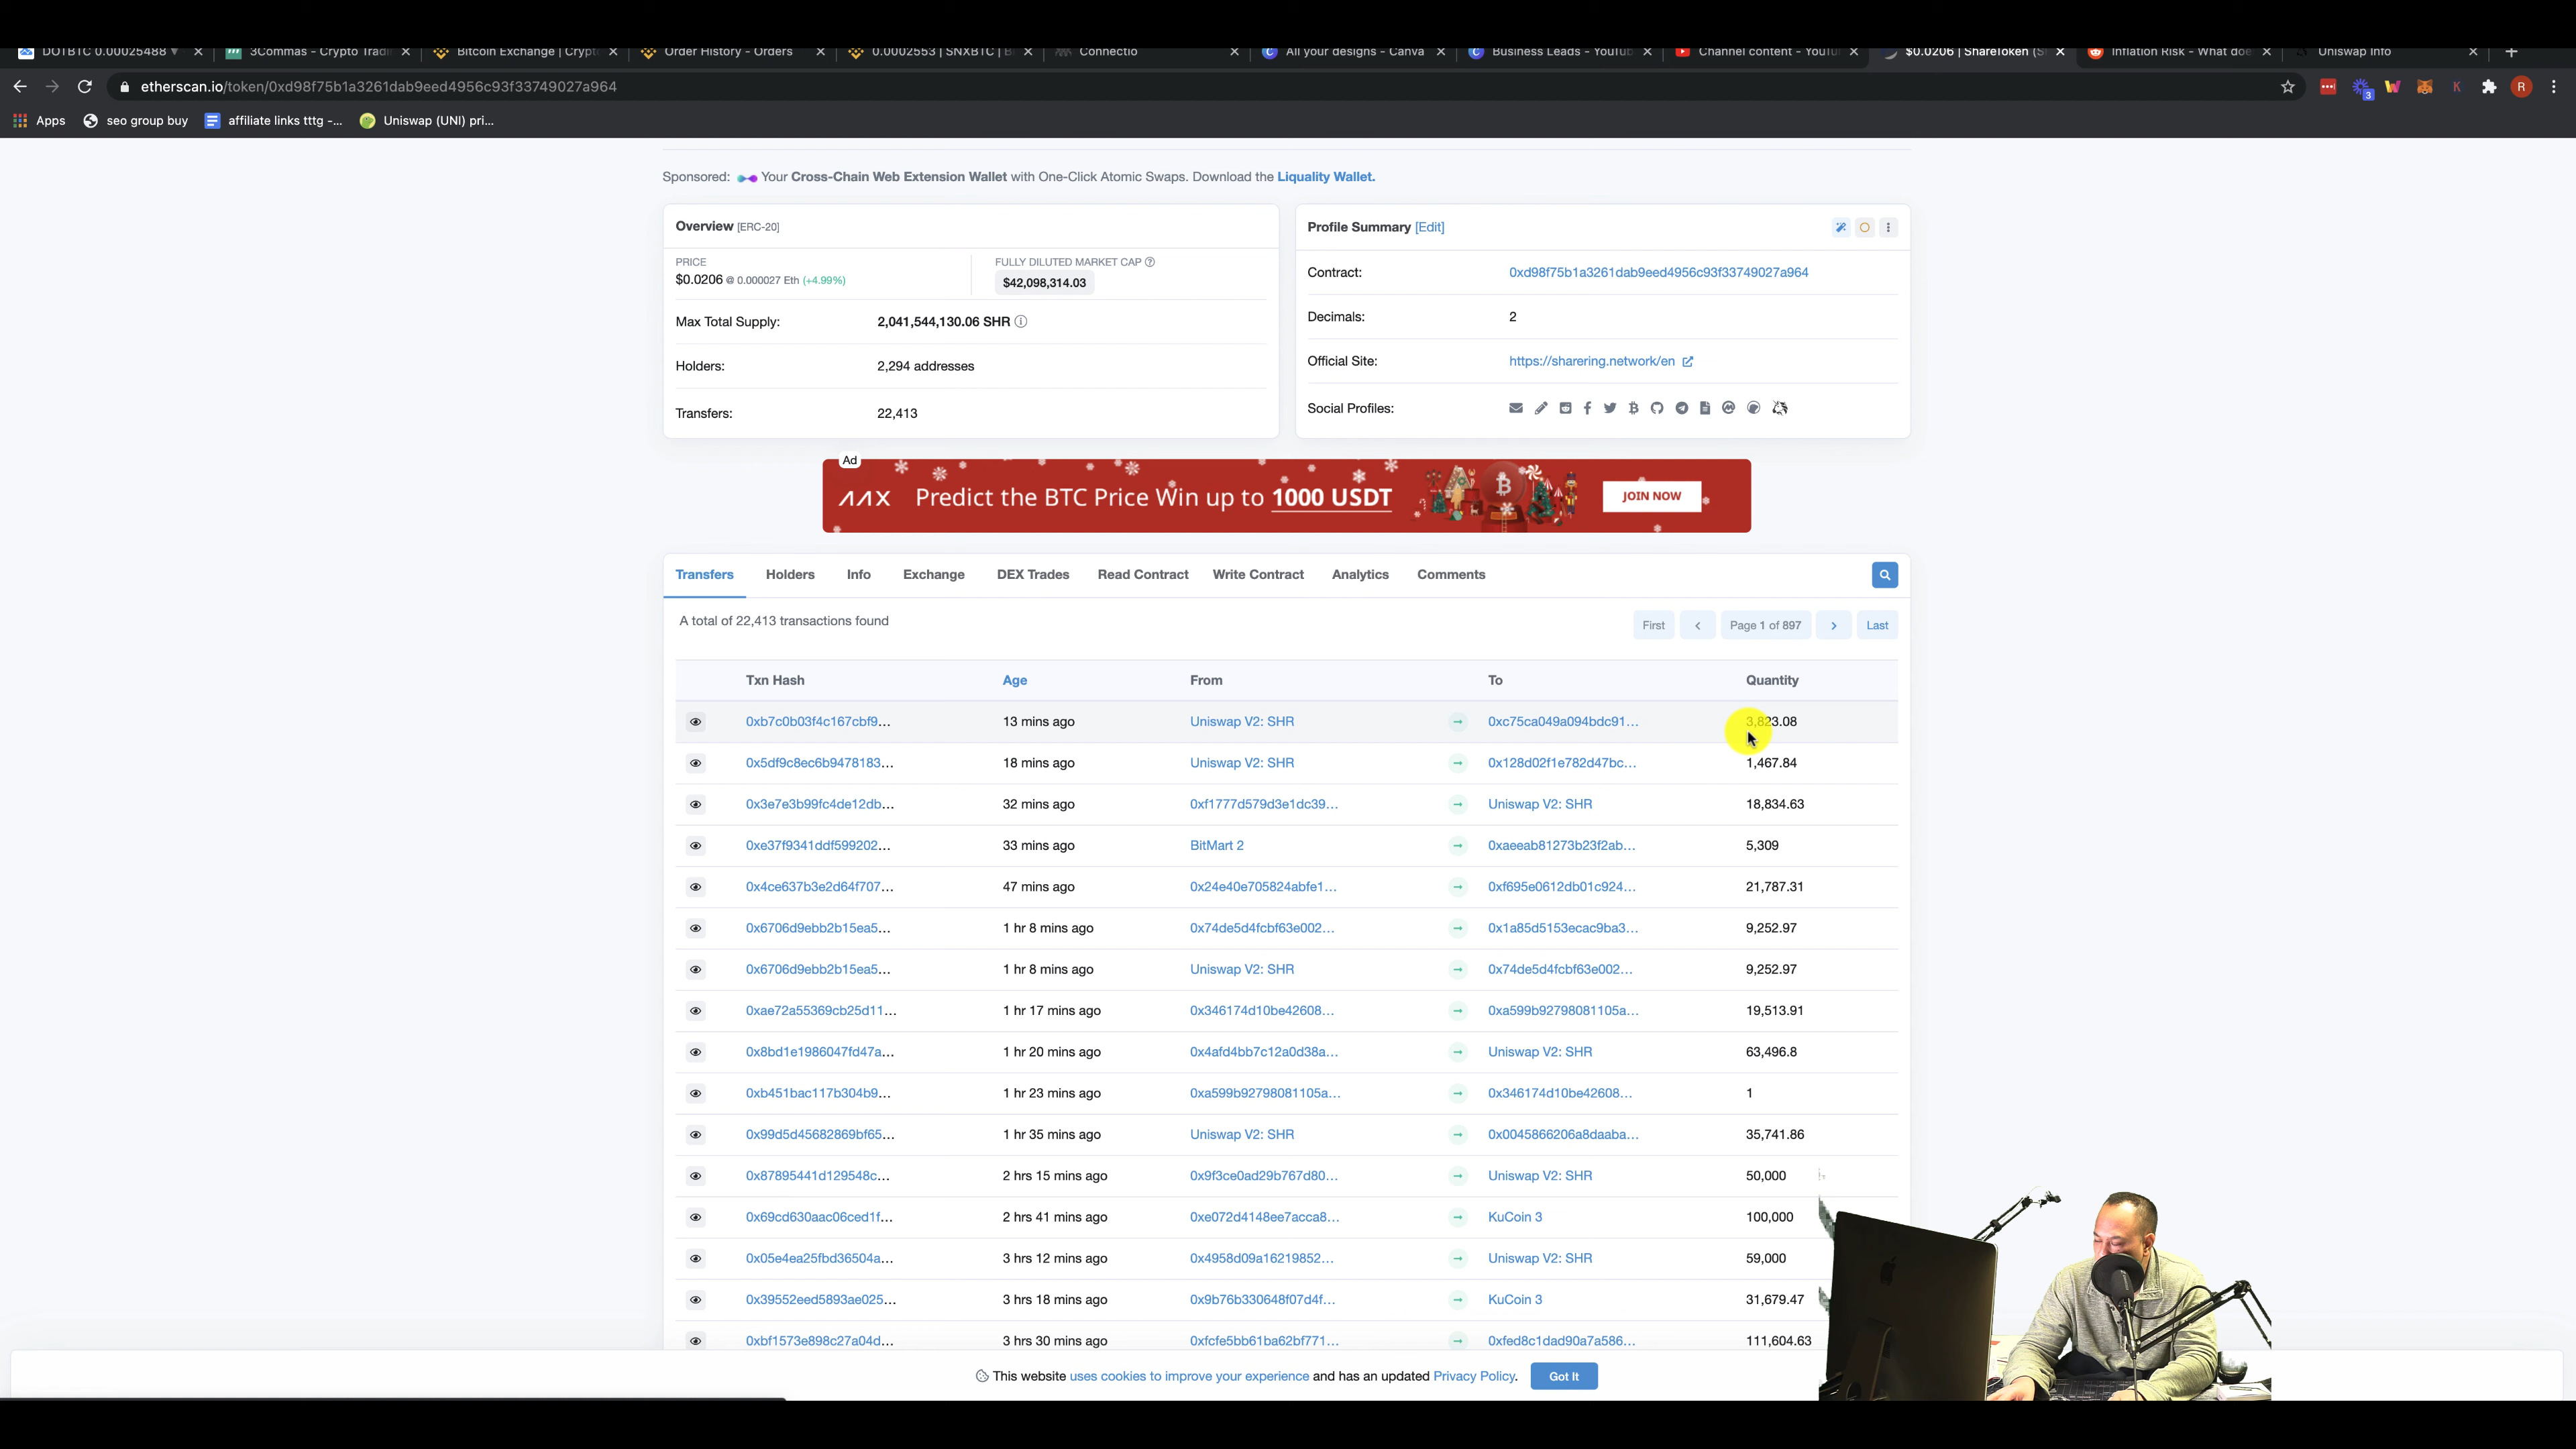 DOTBTC 0.00025488
3Commas - Crypto Tradi
Bitcoin Exchange | Crypto
Order History - Orders
0.0002553 | SNXBTC | B
Connectio
All your designs - Canva
Business Leads - YouTub
Channel content - YouTu
$0.0206 | ShareToken (S
Inflation Risk - What doe
Uniswap Info
etherscan.io/token/0xd98f75b1a3261dab9eed4956c93f33749027a964
3
K
R
Apps
seo group buy
affiliate links tttg -...
Uniswap (UNI) pri...
Sponsored: Your Cross-Chain Web Extension Wallet with One-Click Atomic Swaps. Download the Liquality Wallet.
Overview [ERC-20]
PRICE
$0.0206 @ 0.000027 Eth (+4.99%)
FULLY DILUTED MARKET CAP
$42,098,314.03
Max Total Supply: 2,041,544,130.06 SHR
Holders: 2,294 addresses
Transfers: 22,413
Profile Summary [Edit]
Contract: 0xd98f75b1a3261dab9eed4956c93f33749027a964
Decimals: 2
Official Site: https://sharering.network/en
Social Profiles:
Ad
AAX Predict the BTC Price Win up to 1000 USDT JOIN NOW
Transfers Holders Info Exchange DEX Trades Read Contract Write Contract Analytics Comments
A total of 22,413 transactions found
First < Page 1 of 897 > Last
Txn Hash Age From To Quantity
0xb7c0b03f4c167cbf9... 13 mins ago Uniswap V2: SHR → 0xc75ca049a094bdc91... 3,823.08
0x5df9c8ec6b9478183... 18 mins ago Uniswap V2: SHR → 0x128d02f1e782d47bc... 1,467.84
0x3e7e3b99fc4de12db... 32 mins ago 0xf1777d579d3e1dc39... → Uniswap V2: SHR 18,834.63
0xe37f9341ddf599202... 33 mins ago BitMart 2 → 0xaeeab81273b23f2ab... 5,309
0x4ce637b3e2d64f707... 47 mins ago 0x24e40e705824abfe1... → 0xf695e0612db01c924... 21,787.31
0x6706d9ebb2b15ea5... 1 hr 8 mins ago 0x74de5d4fcbf63e002... → 0x1a85d5153ecac9ba3... 9,252.97
0x6706d9ebb2b15ea5... 1 hr 8 mins ago Uniswap V2: SHR → 0x74de5d4fcbf63e002... 9,252.97
0xae72a55369cb25d11... 1 hr 17 mins ago 0x346174d10be42608... → 0xa599b92798081105a... 19,513.91
0x8bd1e1986047fd47a... 1 hr 20 mins ago 0x4afd4bb7c12a0d38a... → Uniswap V2: SHR 63,496.8
0xb451bac117b304b9... 1 hr 23 mins ago 0xa599b92798081105a... → 0x346174d10be42608... 1
0x99d5d45682869bf65... 1 hr 35 mins ago Uniswap V2: SHR → 0x0045866206a8daaba... 35,741.86
0x87895441d129548c... 2 hrs 15 mins ago 0x9f3ce0ad29b767d80... → Uniswap V2: SHR 50,000
0x69cd630aac06ced1f... 2 hrs 41 mins ago 0xe072d4148ee7acca8... → KuCoin 3 100,000
0x05e4ea25fbd36504a... 3 hrs 12 mins ago 0x4958d09a16219852... → Uniswap V2: SHR 59,000
0x39552eed5893ae025... 3 hrs 18 mins ago 0x9b76b330648f07d4f... → KuCoin 3 31,679.47
0xbf1573e898c27a04d... 3 hrs 30 mins ago 0xfcfe5bb61ba62bf771... → 0xfed8c1dad90a7a586... 111,604.63
This website uses cookies to improve your experience and has an updated Privacy Policy. Got It